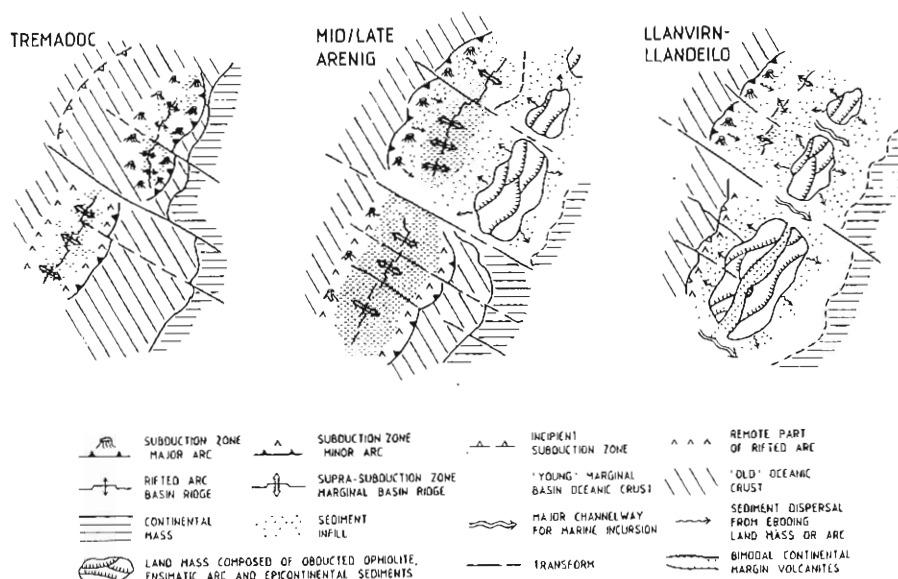 TREMADOC
MID/LATE
ARENIG
LLANVIRN-
LLANDEILO
SUBDUCTION ZONE
MAJOR ARC
SUBDUCTION ZONE
MINOR ARC
INCIPIENT
SUBDUCTION ZONE
REMOTE PART
OF RIFTED ARC
RIFTED ARC
BASIN RIDGE
SUPRA-SUBDUCTION ZONE
MARGINAL BASIN RIDGE
'YOUNG' MARGINAL
BASIN OCEANIC CRUST
'OLD' OCEANIC
CRUST
CONTINENTAL
MASS
SEDIMENT
INFILL
MAJOR CHANNELWAY
FOR MARINE INCURSION
SEDIMENT DISPERSAL
FROM ERODING
LAND MASS OR ARC
LAND MASS COMPOSED OF OBDUCTED OPHIOLITE,
ENSIMATIC ARC AND EPICONTINENTAL SEDIMENTS
TRANSFORM
BIMODAL CONTINENTAL
MARGIN VOLCANITES